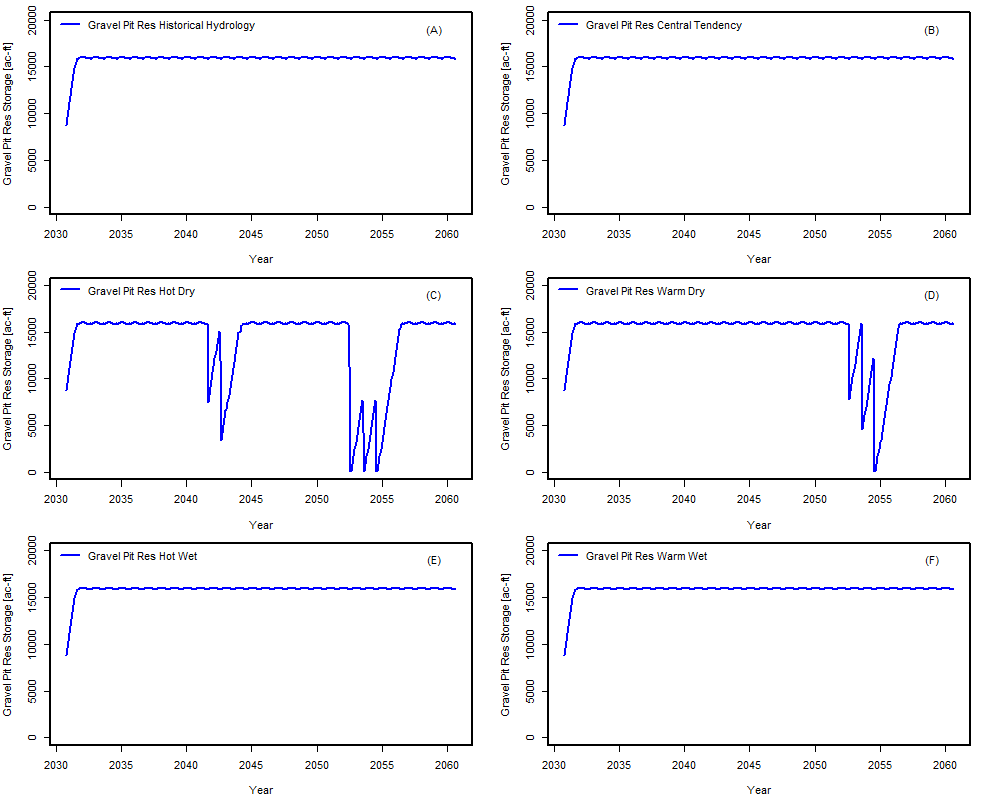 Gravel Pit Res Historical Hydrology
(A)
Gravel Pit Res Storage [ac-ft]
20000
15000
10000
5000
0
2030 2035 2040 2045 2050 2055 2060
Year
Gravel Pit Res Central Tendency
(B)
Gravel Pit Res Storage [ac-ft]
20000
15000
10000
5000
0
2030 2035 2040 2045 2050 2055 2060
Year
Gravel Pit Res Hot Dry
(C)
Gravel Pit Res Storage [ac-ft]
20000
15000
10000
5000
0
2030 2035 2040 2045 2050 2055 2060
Year
Gravel Pit Res Warm Dry
(D)
Gravel Pit Res Storage [ac-ft]
20000
15000
10000
5000
0
2030 2035 2040 2045 2050 2055 2060
Year
Gravel Pit Res Hot Wet
(E)
Gravel Pit Res Storage [ac-ft]
20000
15000
10000
5000
0
2030 2035 2040 2045 2050 2055 2060
Year
Gravel Pit Res Warm Wet
(F)
Gravel Pit Res Storage [ac-ft]
20000
15000
10000
5000
0
2030 2035 2040 2045 2050 2055 2060
Year